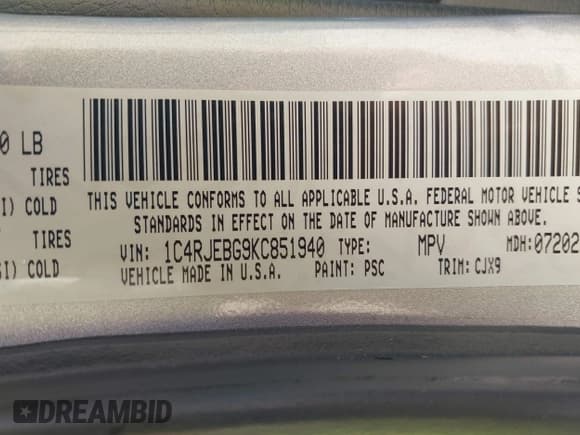 0 LB
TIRES
I) COLD
TIRES
SI) COLD
THIS VEHICLE CONFORMS TO ALL APPLICABLE U.S.A. FEDERAL MOTOR VEHICLE S
STANDARDS IN EFFECT ON THE DATE OF MANUFACTURE SHOWN ABOVE.
VIN: 1C4RJEBG9KC851940 TYPE: MPV MDH:07202
VEHICLE MADE IN U.S.A. PAINT: PSC TRIM: CJX9
DREAMBID